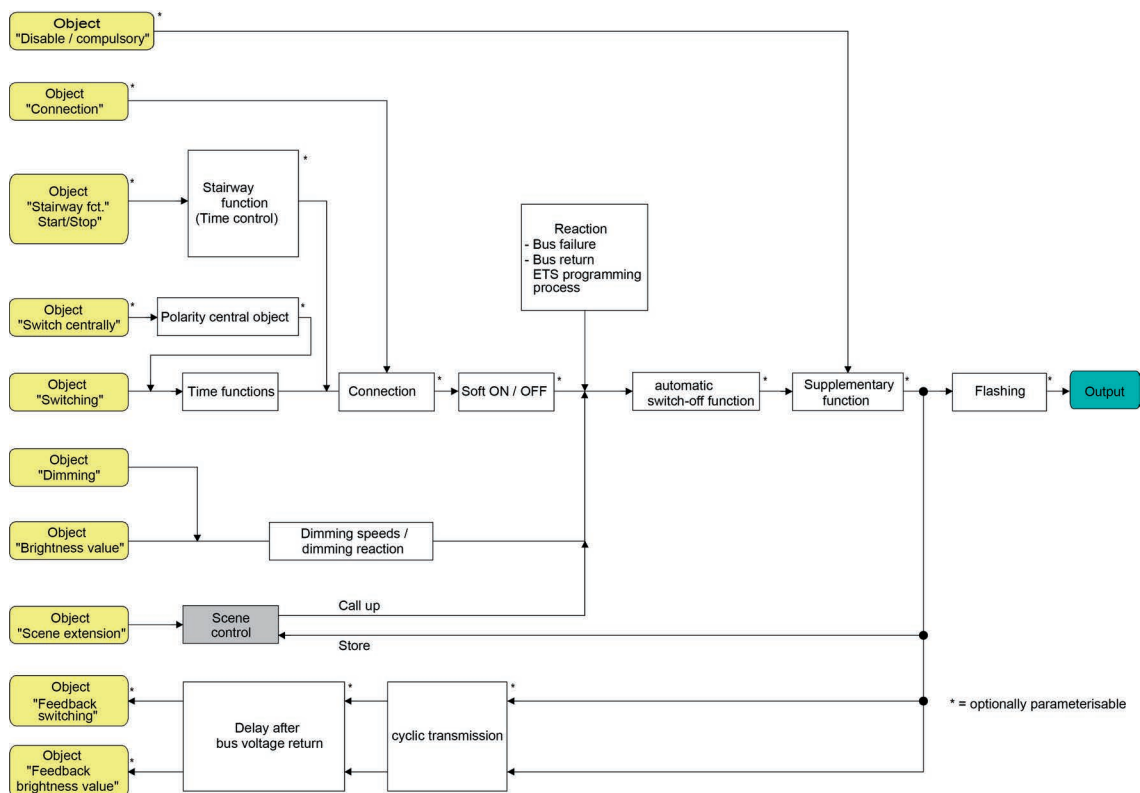 Object
"Disable / compulsory"
*
Object
"Connection"
*
Object
"Stairway fct."
Start/Stop"
*
Stairway
function
(Time control)
*
Reaction
- Bus failure
- Bus return
ETS programming
process
Object
"Switch centrally"
*
Polarity central object
*
Object
"Switching"
Time functions
Connection
*
Soft ON / OFF
*
automatic
switch-off function
*
Supplementary
function
*
Flashing
*
Output
Object
"Dimming"
Object
"Brightness value"
Dimming speeds /
dimming reaction
Object
"Scene extension"
Scene
control
Call up
Store
Object
"Feedback
switching"
*
Delay after
bus voltage return
*
cyclic transmission
*
* = optionally parameterisable
Object
"Feedback
brightness value"
*